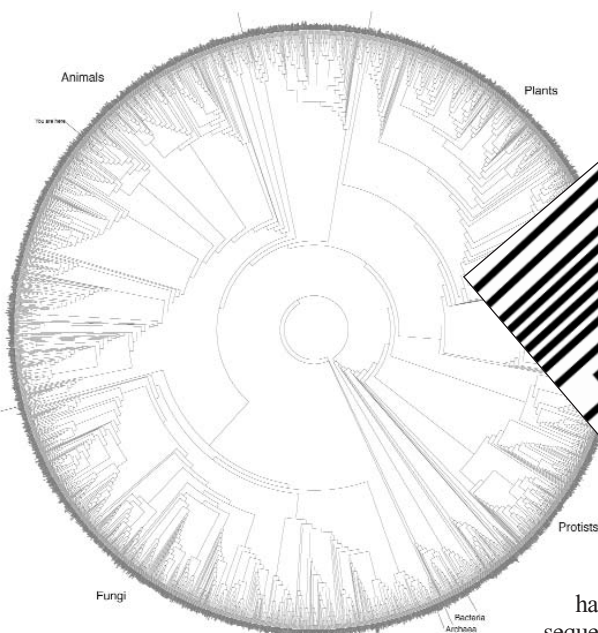 Animals
Plants
You are here
Protists
Fungi
Bacteria
Archaea
ha
seque